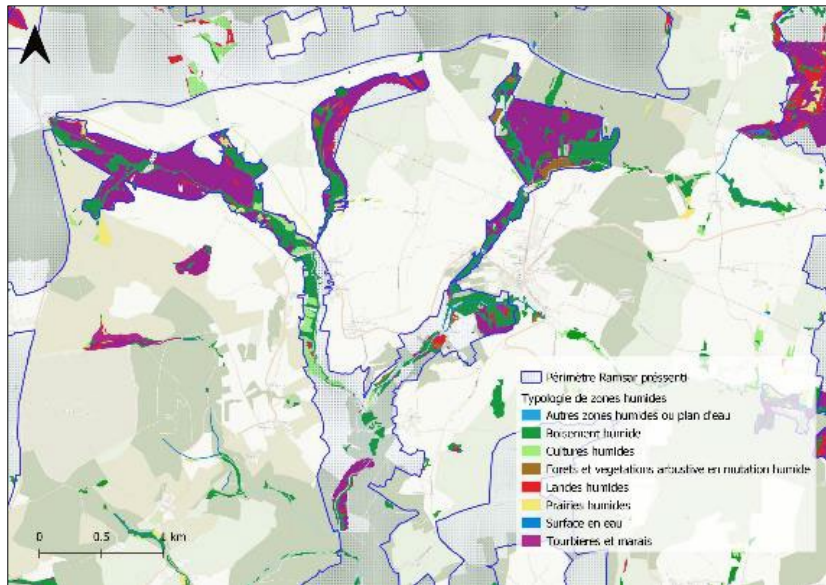 Périmètre Ramsar préssenti
Typologie de zones humides
Autres zones humides ou plan d'eau
Boisement humide
Cultures humides
Forets et vegetations arbustive en mutation humide
Landes humides
Prairies humides
Surface en eau
Tourbieres et marais
0 0.5 1 km